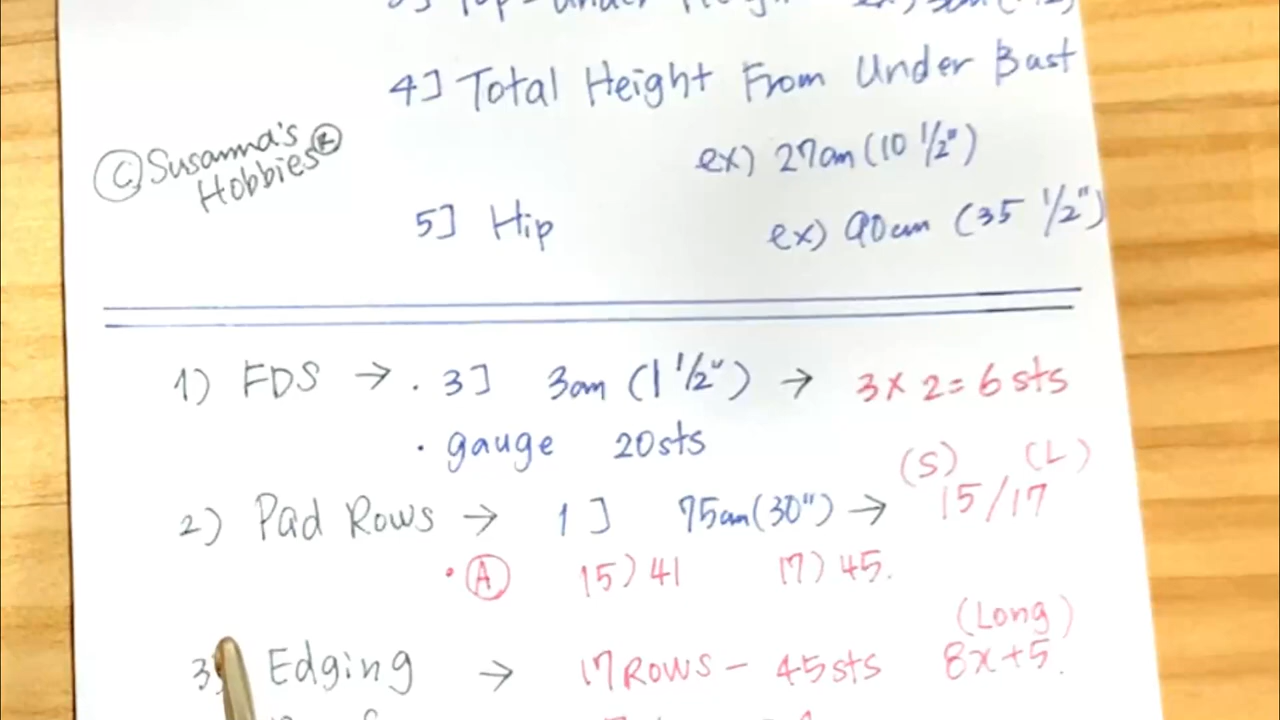 4] Total Height From Under Bast
© Susanna's
Hobbies
ex) 27cm (10 1/2")
5] Hip ex) 90cm (35 1/2")
1) FDS → . 3] 3cm (1 1/2") → 3 x 2 = 6 sts
· gauge 20sts
(S) (L)
2) Pad Rows → 1] 75cm (30") → 15/17
· Ⓐ 15) 41 17) 45.
(Long)
3) Edging → 17 Rows - 45 sts 8x+5.